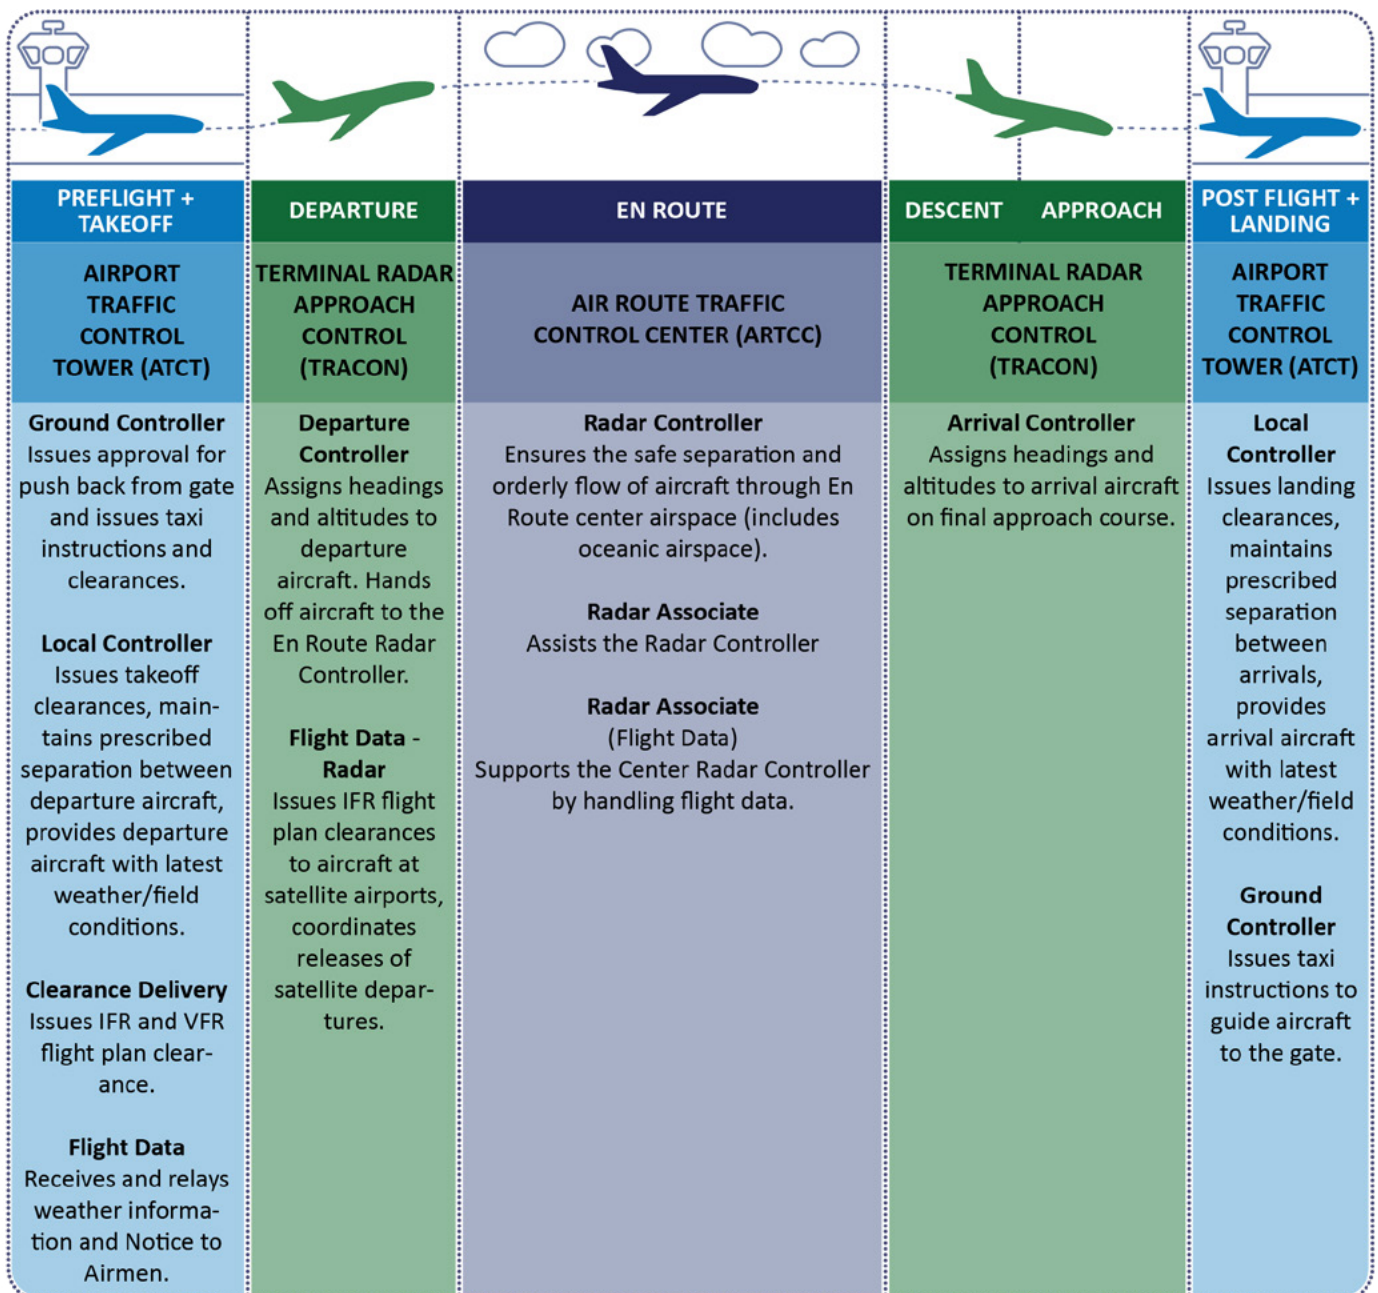 PREFLIGHT +
TAKEOFF
AIRPORT
TRAFFIC
CONTROL
TOWER (ATCT)
Ground Controller
Issues approval for
push back from gate
and issues taxi
instructions and
clearances.
Local Controller
Issues takeoff
clearances, main-
tains prescribed
separation between
departure aircraft,
provides departure
aircraft with latest
weather/field
conditions.
Clearance Delivery
Issues IFR and VFR
flight plan clear-
ance.
Flight Data
Receives and relays
weather informa-
tion and Notice to
Airmen.
DEPARTURE
TERMINAL RADAR
APPROACH
CONTROL
(TRACON)
Departure
Controller
Assigns headings
and altitudes to
departure
aircraft. Hands
off aircraft to the
En Route Radar
Controller.
Flight Data -
Radar
Issues IFR flight
plan clearances
to aircraft at
satellite airports,
coordinates
releases of
satellite depar-
tures.
EN ROUTE
AIR ROUTE TRAFFIC
CONTROL CENTER (ARTCC)
Radar Controller
Ensures the safe separation and
orderly flow of aircraft through En
Route center airspace (includes
oceanic airspace).
Radar Associate
Assists the Radar Controller
Radar Associate
(Flight Data)
Supports the Center Radar Controller
by handling flight data.
DESCENT APPROACH
TERMINAL RADAR
APPROACH
CONTROL
(TRACON)
Arrival Controller
Assigns headings and
altitudes to arrival aircraft
on final approach course.
POST FLIGHT +
LANDING
AIRPORT
TRAFFIC
CONTROL
TOWER (ATCT)
Local
Controller
Issues landing
clearances,
maintains
prescribed
separation
between
arrivals,
provides
arrival aircraft
with latest
weather/field
conditions.
Ground
Controller
Issues taxi
instructions to
guide aircraft
to the gate.